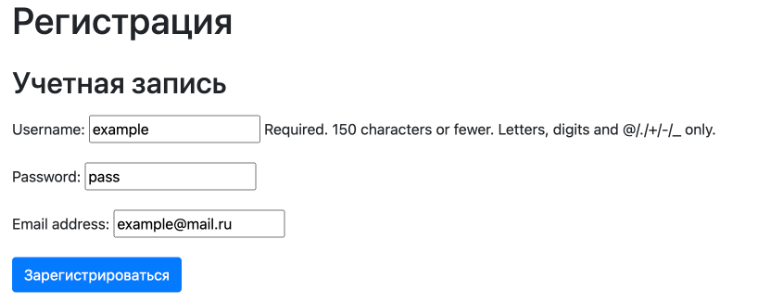 Регистрация
Учетная запись
Username: example Required. 150 characters or fewer. Letters, digits and @/./+/-/_ only.
Password: pass
Email address: example@mail.ru
Зарегистрироваться